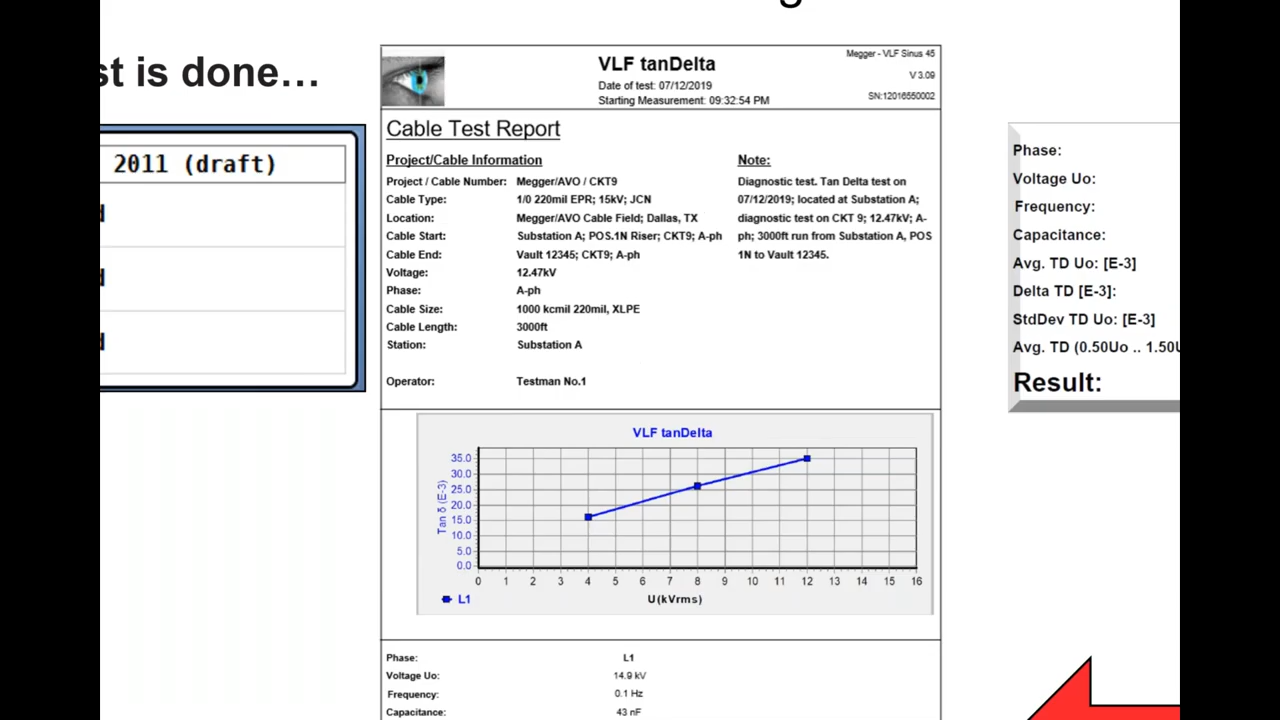 st is done…
2011 (draft)
d
d
d
VLF tanDelta
Date of test: 07/12/2019
Starting Measurement: 09:32:54 PM
Megger - VLF Sinus 45
V 3.09
SN:12016550002
Cable Test Report
Project/Cable Information
Project / Cable Number: Megger/AVO / CKT9
Cable Type: 1/0 220mil EPR; 15kV; JCN
Location: Megger/AVO Cable Field; Dallas, TX
Cable Start: Substation A; POS.1N Riser; CKT9; A-ph
Cable End: Vault 12345; CKT9; A-ph
Voltage: 12.47kV
Phase: A-ph
Cable Size: 1000 kcmil 220mil, XLPE
Cable Length: 3000ft
Station: Substation A
Operator: Testman No.1
Note:
Diagnostic test. Tan Delta test on
07/12/2019; located at Substation A;
diagnostic test on CKT 9; 12.47kV; A-
ph; 3000ft run from Substation A, POS
1N to Vault 12345.
VLF tanDelta
Tan δ (E-3)
35.0
30.0
25.0
20.0
15.0
10.0
5.0
0.0
0 1 2 3 4 5 6 7 8 9 10 11 12 13 14 15 16
L1
U(kVrms)
Phase: L1
Voltage Uo: 14.9 kV
Frequency: 0.1 Hz
Capacitance: 43 nF
Phase:
Voltage Uo:
Frequency:
Capacitance:
Avg. TD Uo: [E-3]
Delta TD [E-3]:
StdDev TD Uo: [E-3]
Avg. TD (0.50Uo .. 1.50U
Result: